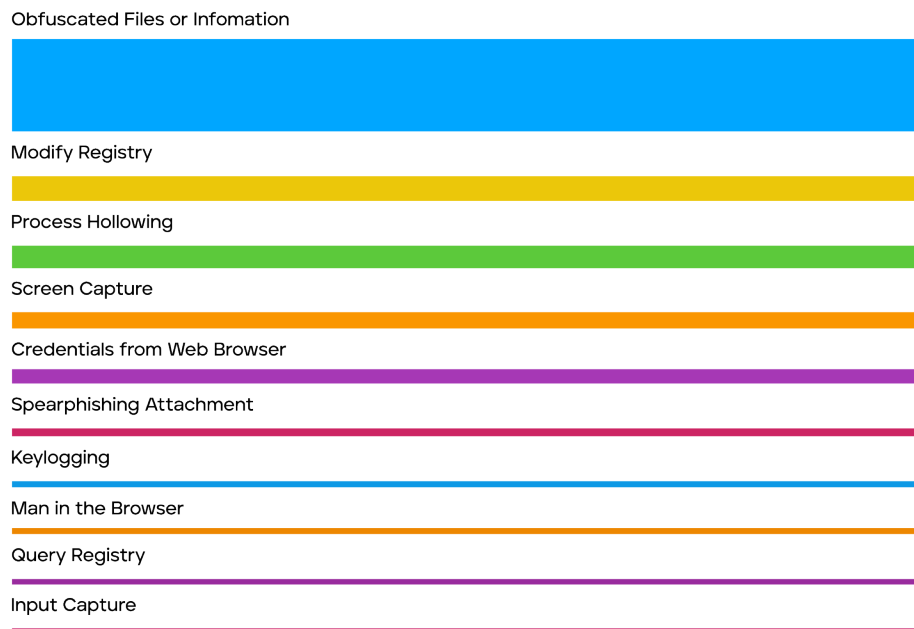 Obfuscated Files or Infomation
Modify Registry
Process Hollowing
Screen Capture
Credentials from Web Browser
Spearphishing Attachment
Keylogging
Man in the Browser
Query Registry
Input Capture